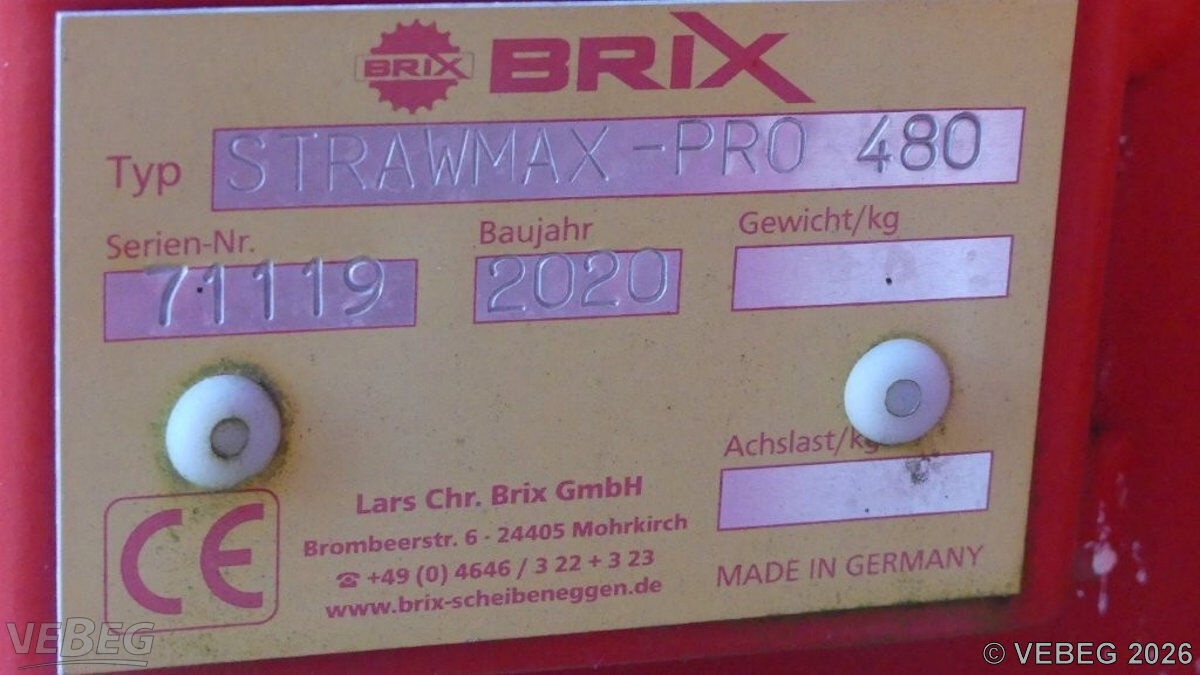 BRIX BRIX
Typ STRAWMAX-PRO 480
Serien-Nr. Baujahr Gewicht/kg
71119 2020
Achslast/kg
Lars Chr. Brix GmbH
Brombeerstr. 6 - 24405 Mohrkirch
☎ +49 (0) 4646 / 3 22 + 3 23
www.brix-scheibeneggen.de
CE
MADE IN GERMANY
VEBEG
© VEBEG 2026